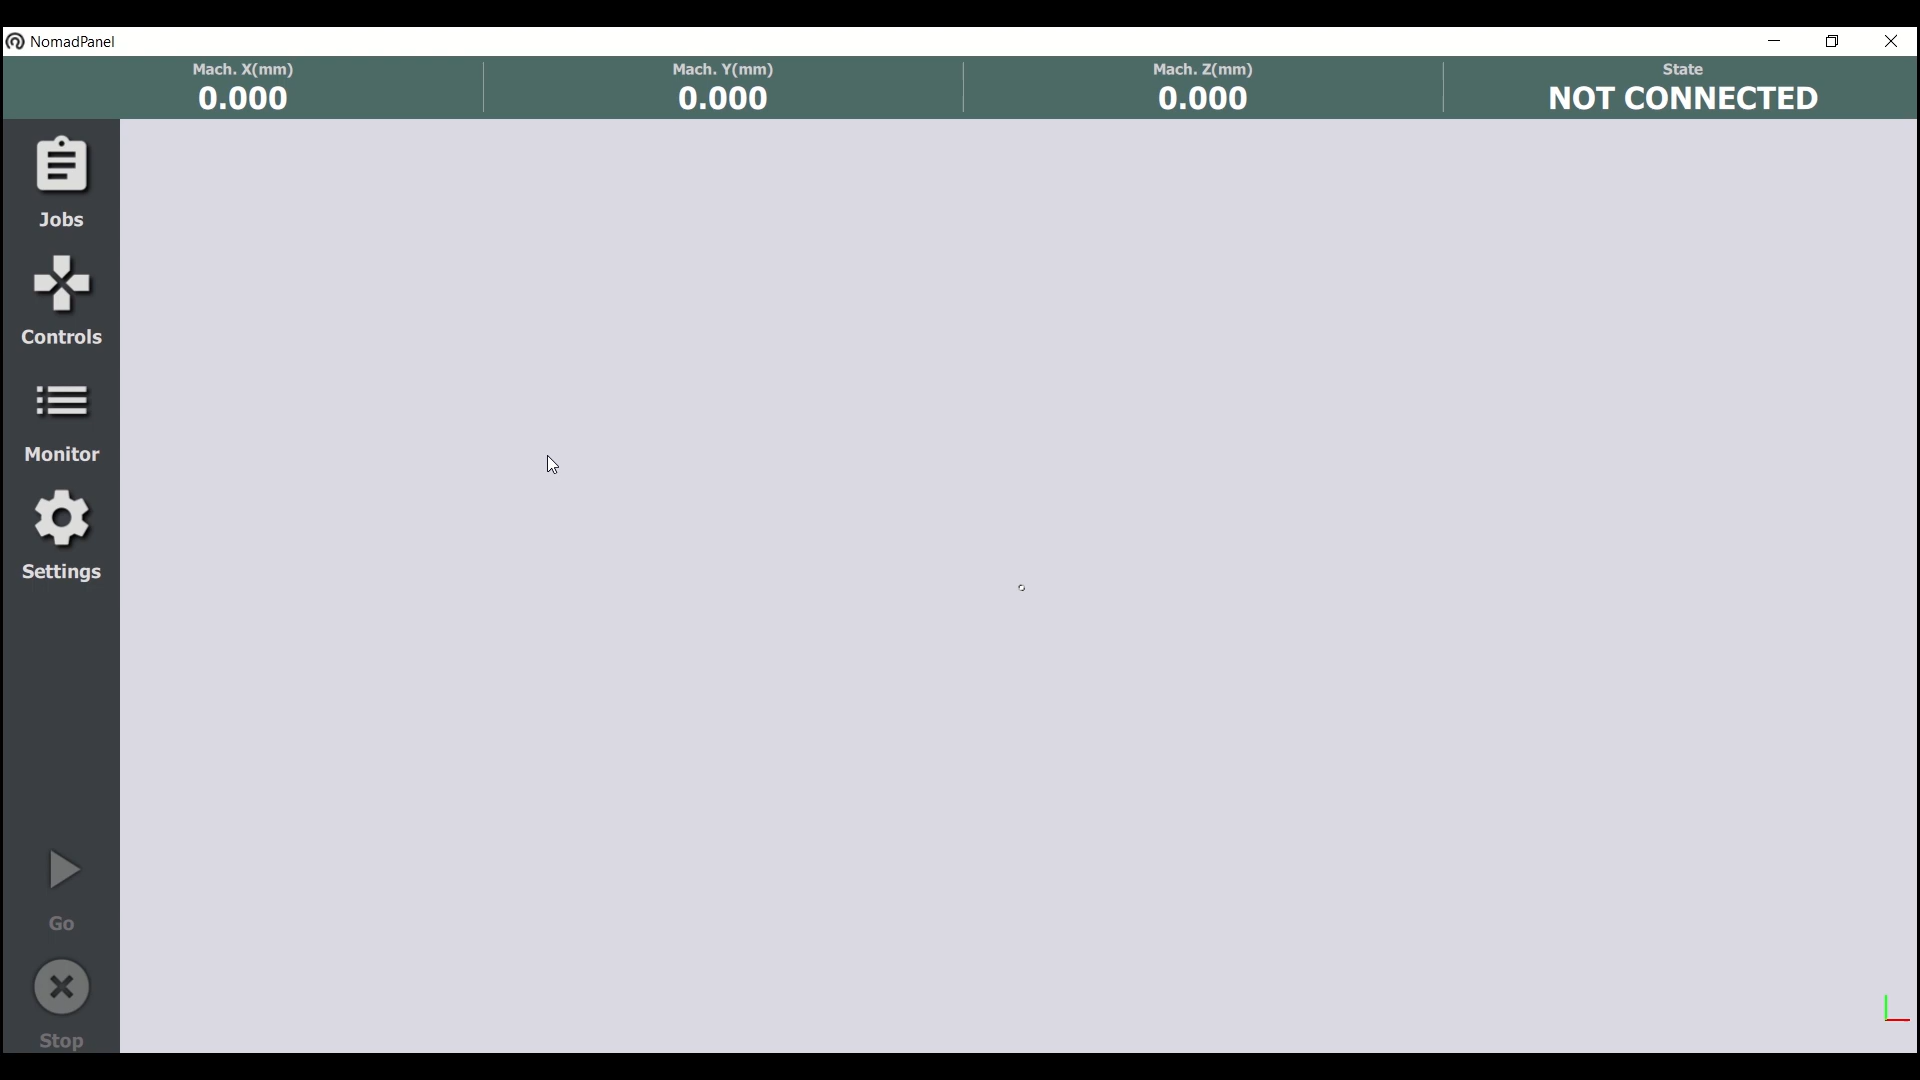 NomadPanel
Mach. X(mm)
0.000
Mach. Y(mm)
0.000
Mach. Z(mm)
0.000
State
NOT CONNECTED
Jobs
Controls
Monitor
Settings
Go
Stop